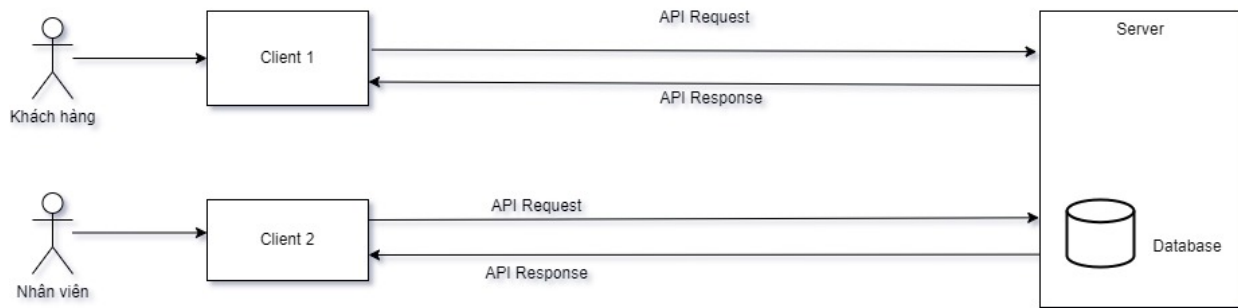 API Request
Server
Client 1
API Response
Khách hàng
API Request
Client 2
Database
API Response
Nhân viên